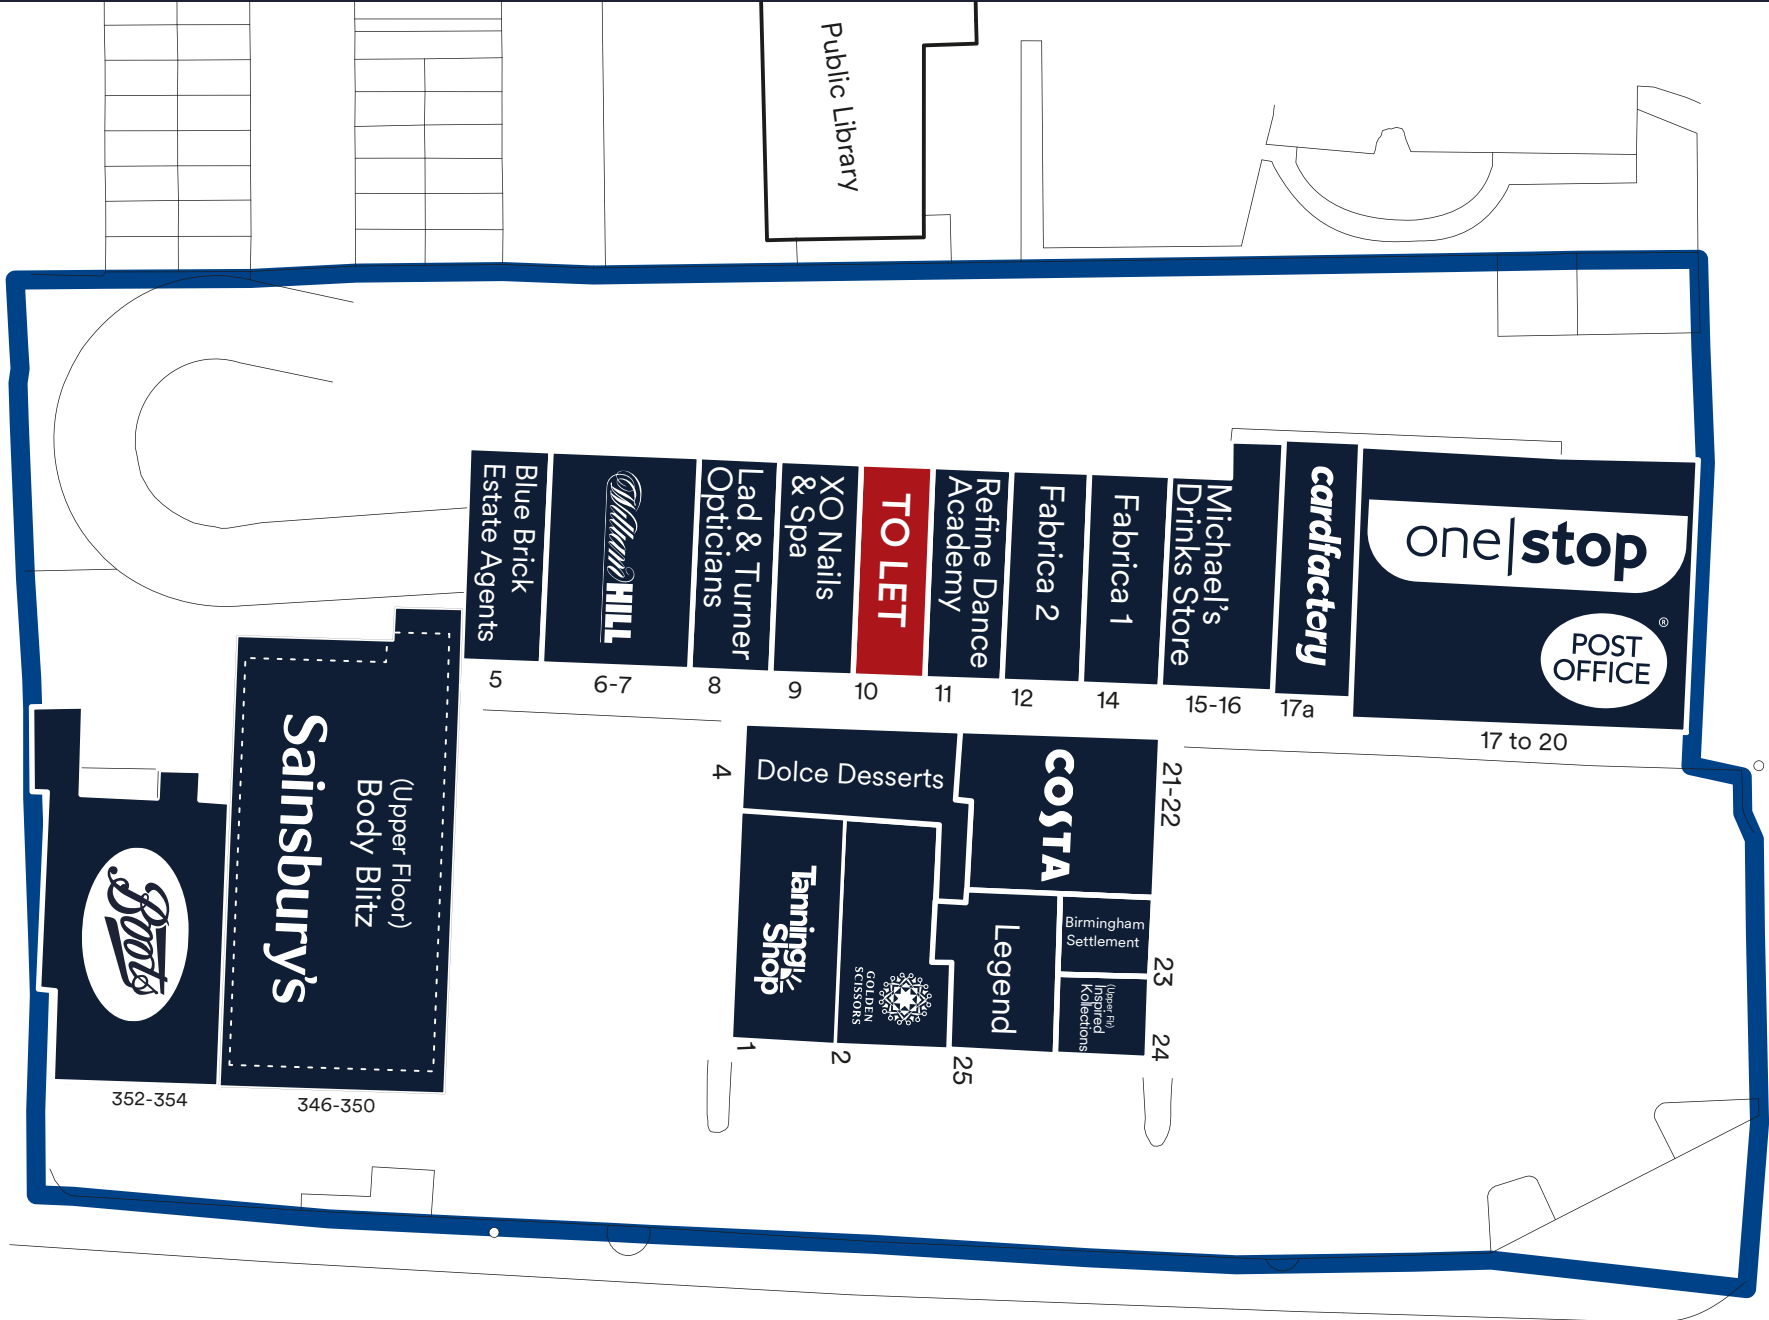 Public Library
Blue Brick
Estate Agents
William HILL
Lad & Turner
Opticians
XO Nails
& Spa
TO LET
Refine Dance
Academy
Fabrica 2
Fabrica 1
Michael's
Drinks Store
cardfactory
one|stop
POST
OFFICE
®
5
6-7
8
9
10
11
12
14
15-16
17a
17 to 20
Boots
Sainsbury's
(Upper Floor)
Body Blitz
352-354
346-350
4
Dolce Desserts
COSTA
21-22
Tanning
Shop
GOLDEN
SCISSORS
Legend
Birmingham
Settlement
23
(Upper Flr)
Inspired
Kollections
24
1
2
25